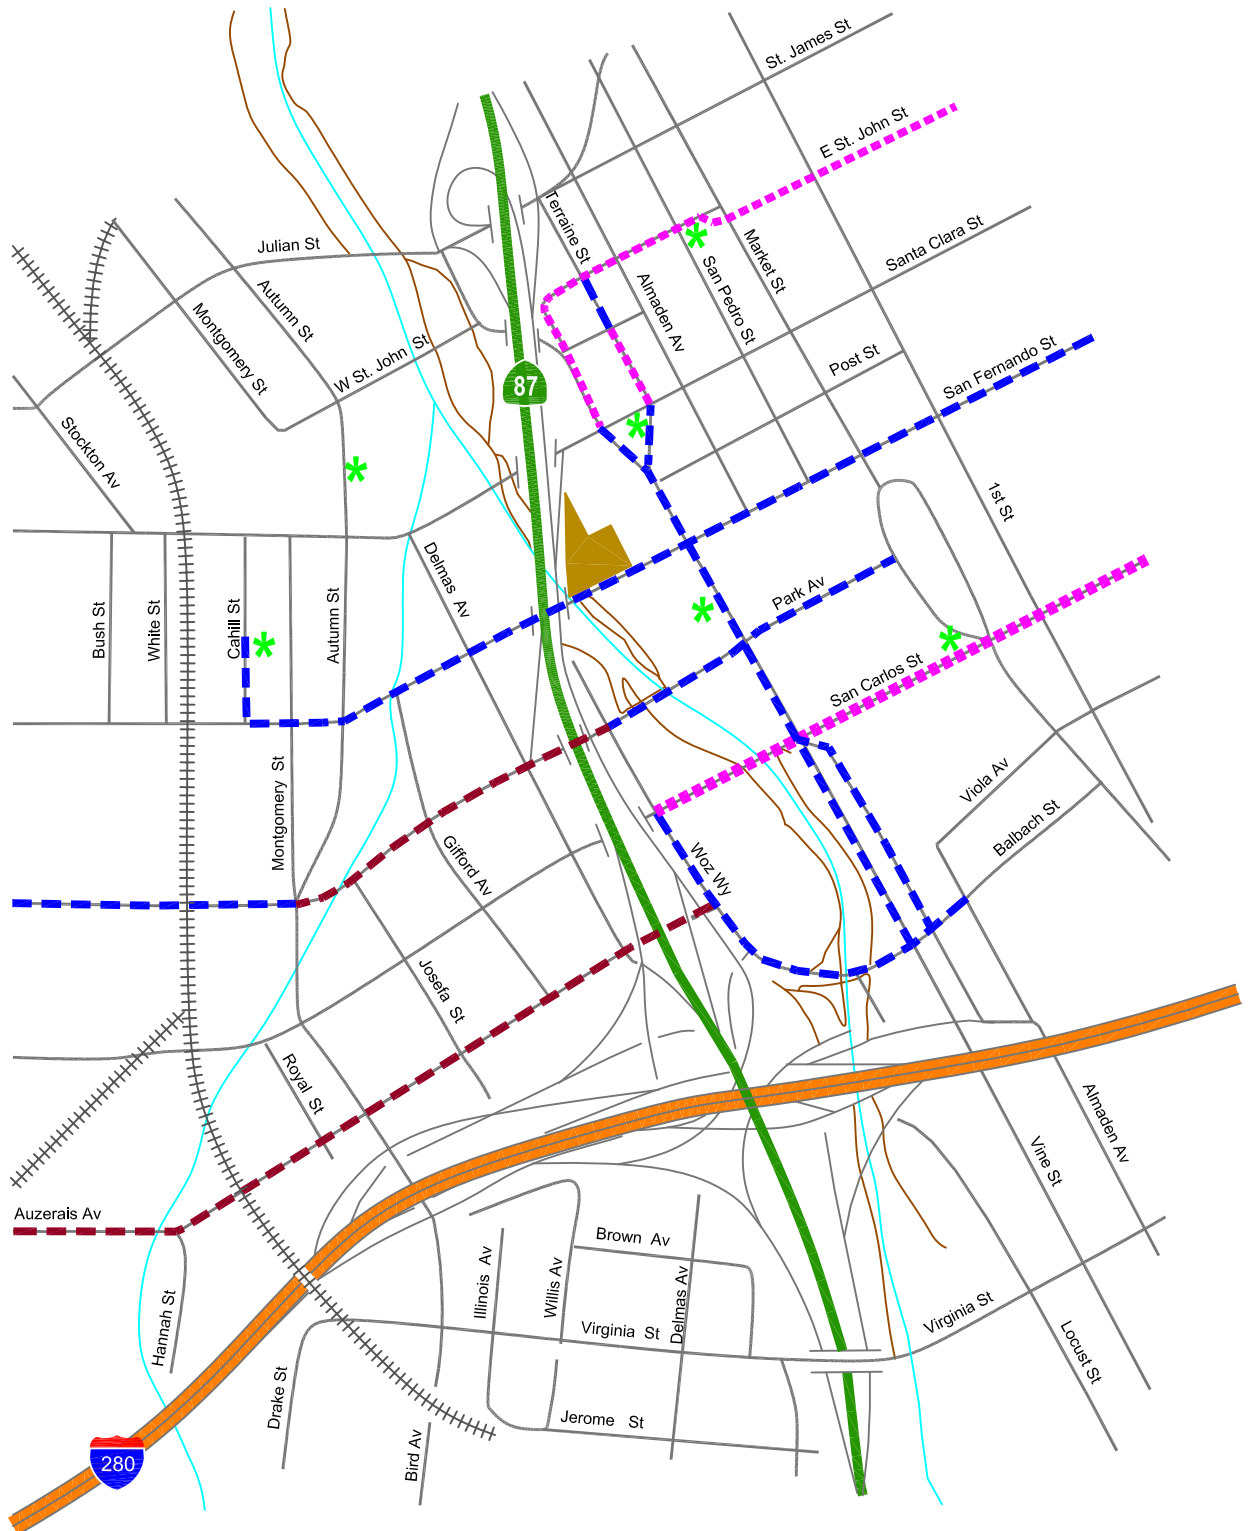 St. James St
E St. John St
Terraine St
Santa Clara St
Julian St
Market St
San Pedro St
Autumn St
Almaden Av
Montgomery St
W St. John St
Post St
San Fernando St
87
Stockton Av
1st St
Delmas Av
Park Av
Bush St
White St
Cahill St
Autumn St
San Carlos St
Montgomery St
Viola Av
Balbach St
Gifford Av
Woz Wy
Josefa St
Royal St
Almaden Av
Vine St
Auzerais Av
Brown Av
Illinois Av
Willis Av
Delmas Av
Hannah St
Virginia St
Virginia St
Locust St
Drake St
Jerome St
Bird Av
280